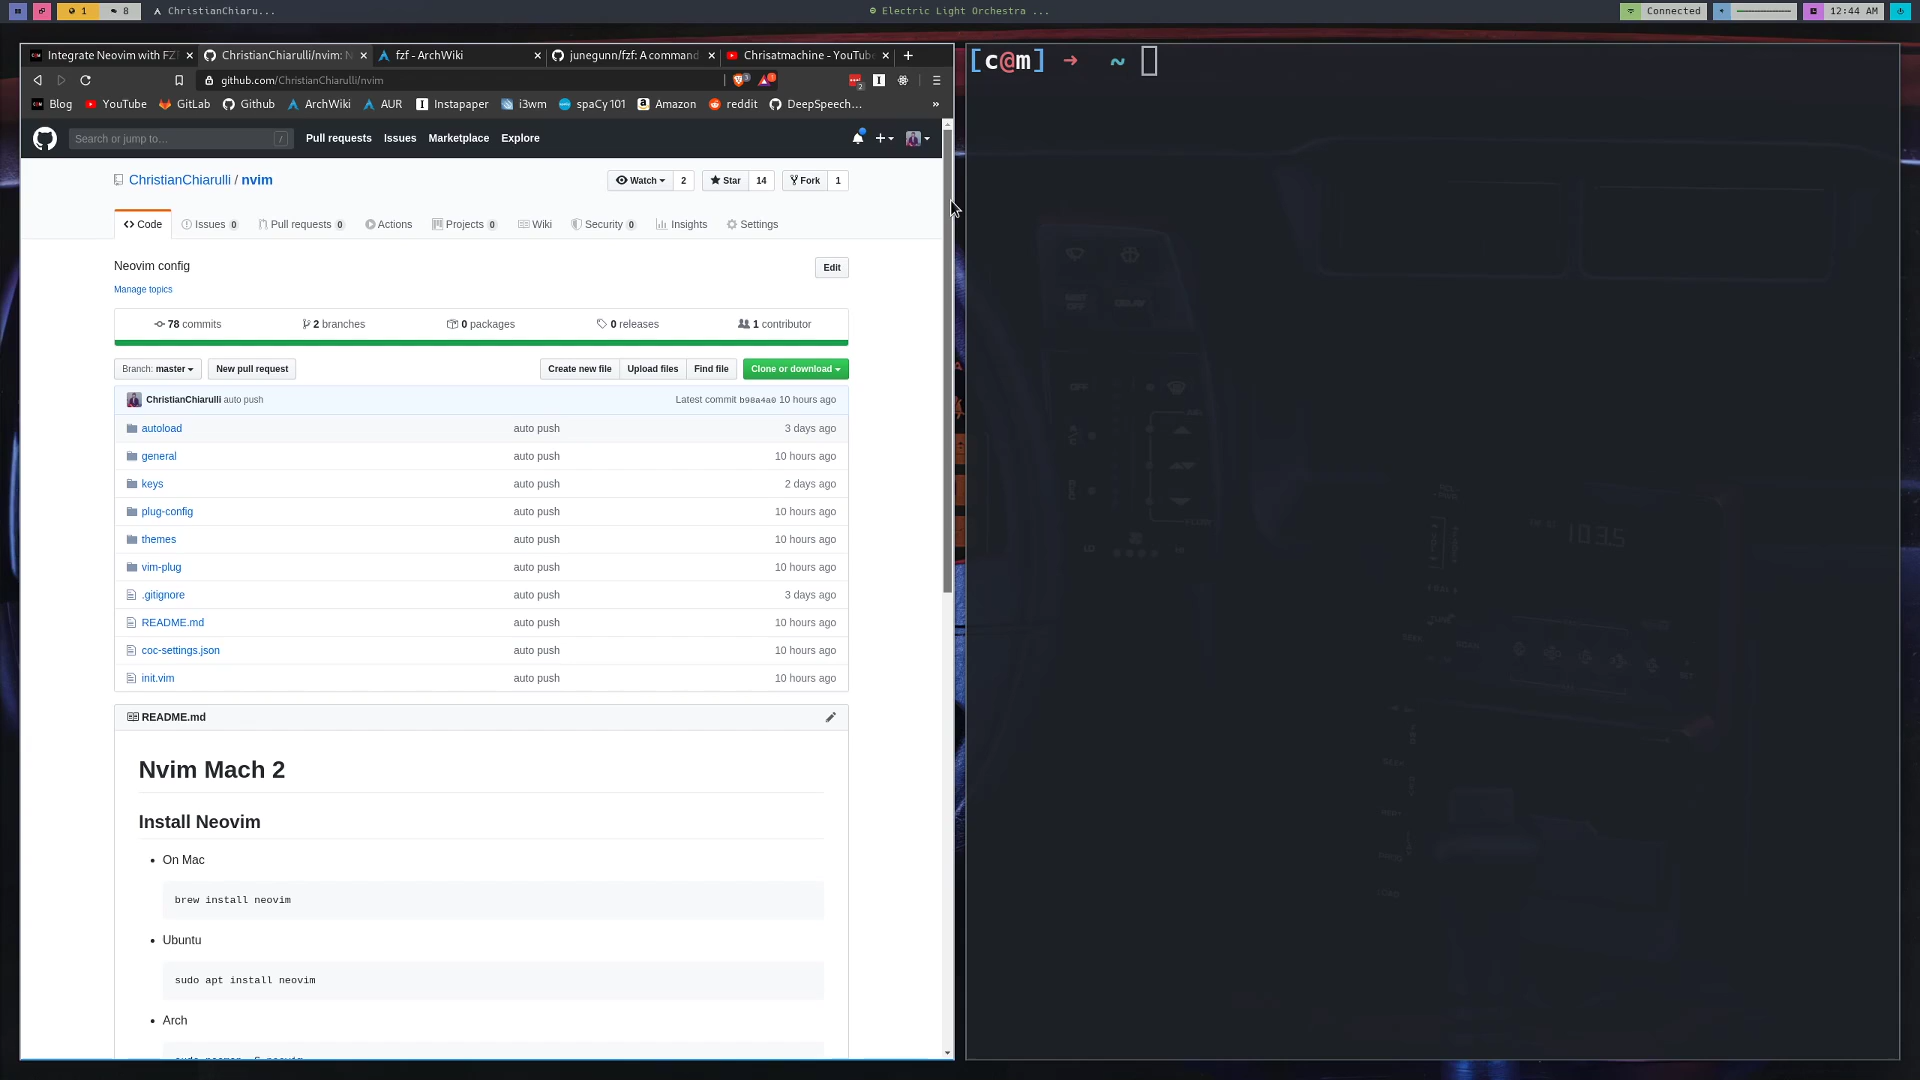 1 8 ChristianChiaru... Electric Light Orchestra ... Connected 12:44 AM
Integrate Neovim with FZ ChristianChiarulli/nvim: N fzf - ArchWiki junegunn/fzf: A command Chrisatmachine - YouTube
github.com/ChristianChiarulli/nvim
Blog YouTube GitLab Github ArchWiki AUR Instapaper i3wm spaCy101 Amazon reddit DeepSpeech... »
[c@m] ➜ ~
Search or jump to... / Pull requests Issues Marketplace Explore
ChristianChiarulli / nvim Watch 2 Star 14 Fork 1
Code Issues 0 Pull requests 0 Actions Projects 0 Wiki Security 0 Insights Settings
Neovim config Edit
Manage topics
78 commits 2 branches 0 packages 0 releases 1 contributor
Branch: master New pull request Create new file Upload files Find file Clone or download
ChristianChiarulli auto push Latest commit b98a4a0 10 hours ago
autoload auto push 3 days ago
general auto push 10 hours ago
keys auto push 2 days ago
plug-config auto push 10 hours ago
themes auto push 10 hours ago
vim-plug auto push 10 hours ago
.gitignore auto push 3 days ago
README.md auto push 10 hours ago
coc-settings.json auto push 10 hours ago
init.vim auto push 10 hours ago
README.md
Nvim Mach 2
Install Neovim
• On Mac
brew install neovim
• Ubuntu
sudo apt install neovim
• Arch